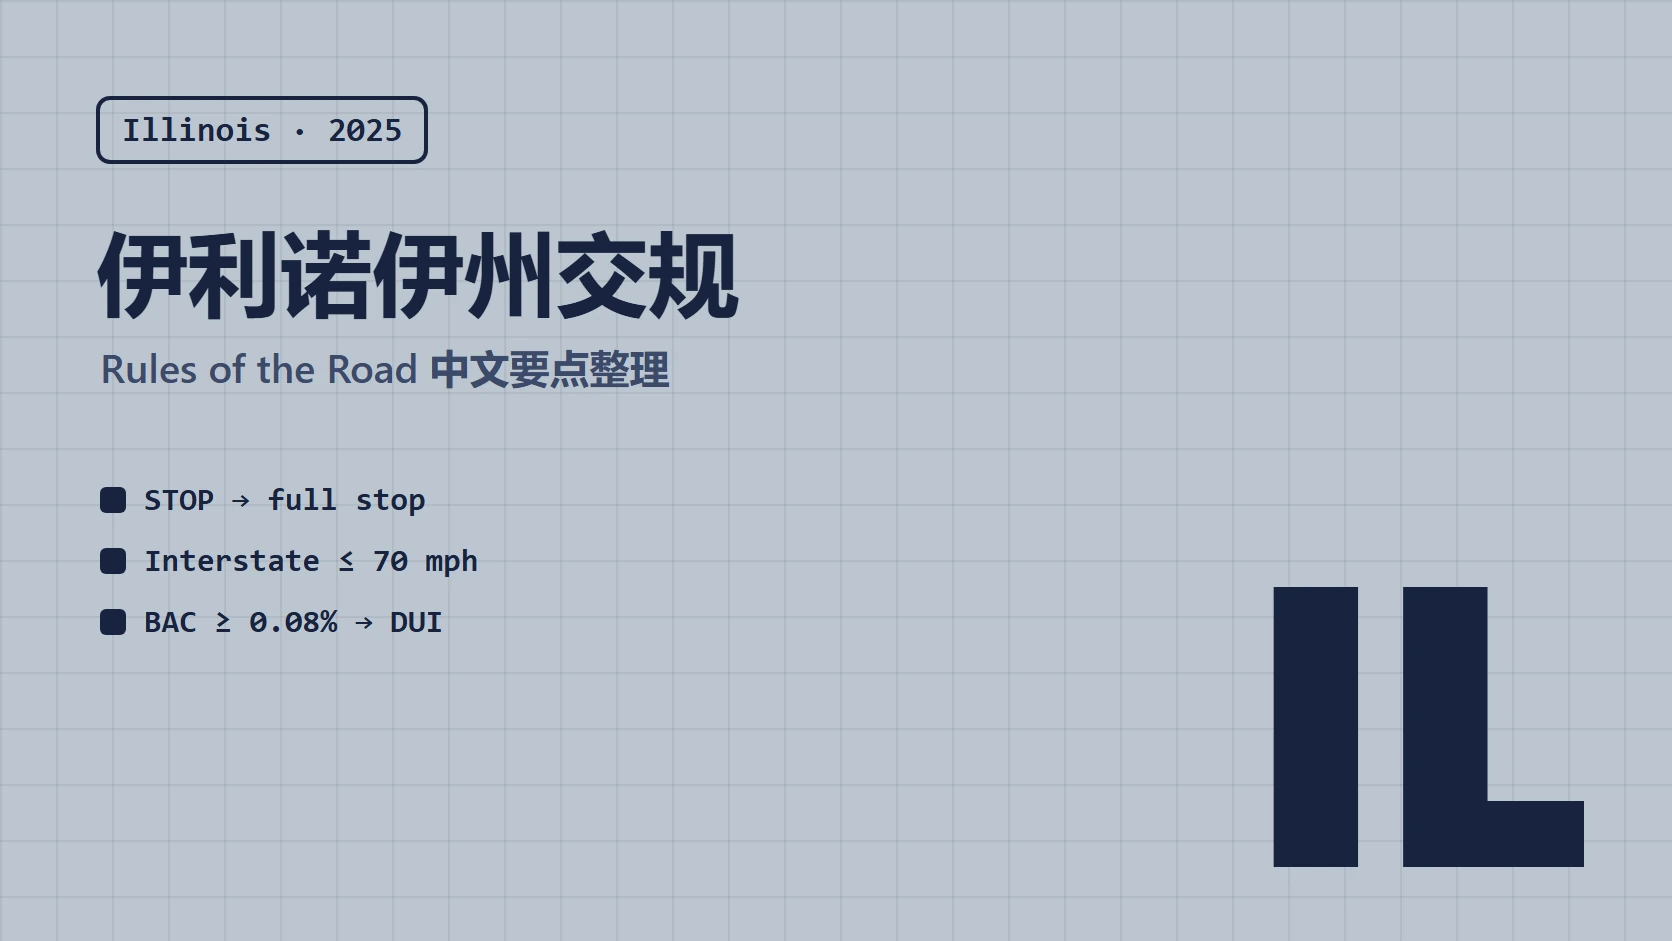 Illinois · 2025
伊利诺伊州交规
Rules of the Road 中文要点整理
STOP → full stop
Interstate ≤ 70 mph
BAC ≥ 0.08% → DUI
IL